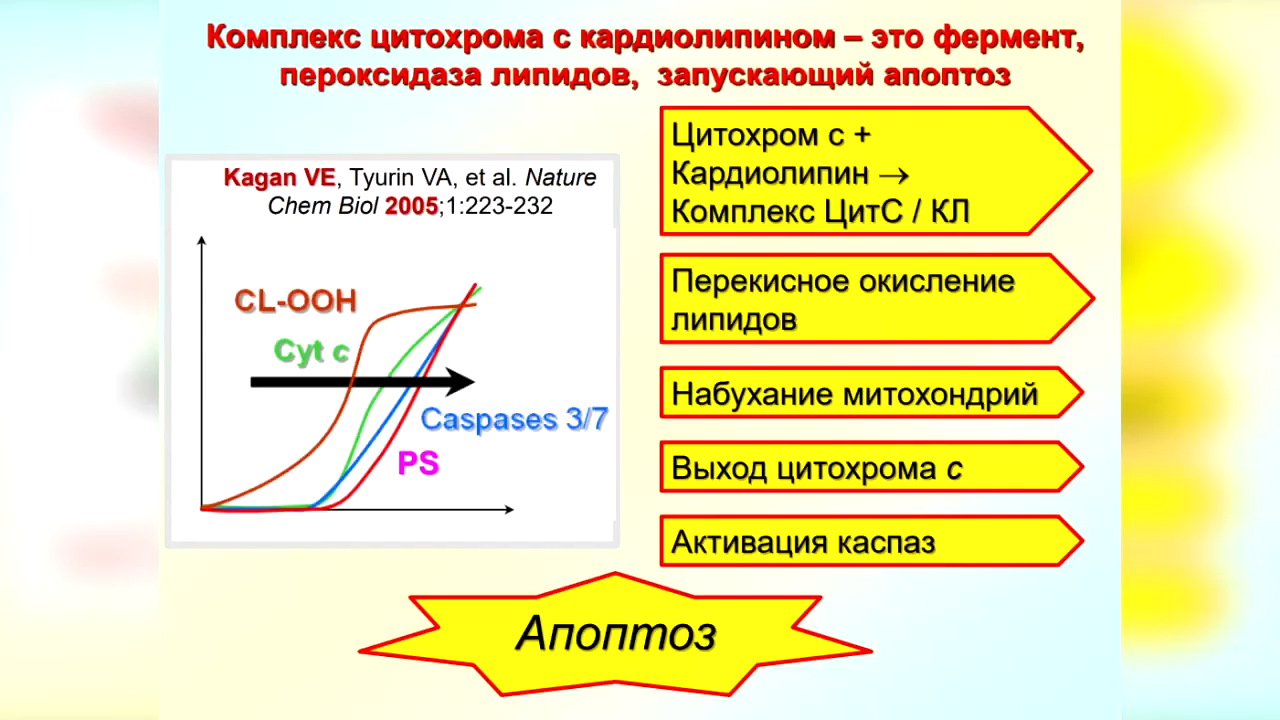 Комплекс цитохрома с кардиолипином – это фермент,
пероксидаза липидов, запускающий апоптоз
Kagan VE, Tyurin VA, et al. Nature
Chem Biol 2005;1:223-232
CL-OOH
Cyt c
Caspases 3/7
PS
Цитохром с +
Кардиолипин →
Комплекс ЦитС / КЛ
Перекисное окисление
липидов
Набухание митохондрий
Выход цитохрома с
Активация каспаз
Апоптоз